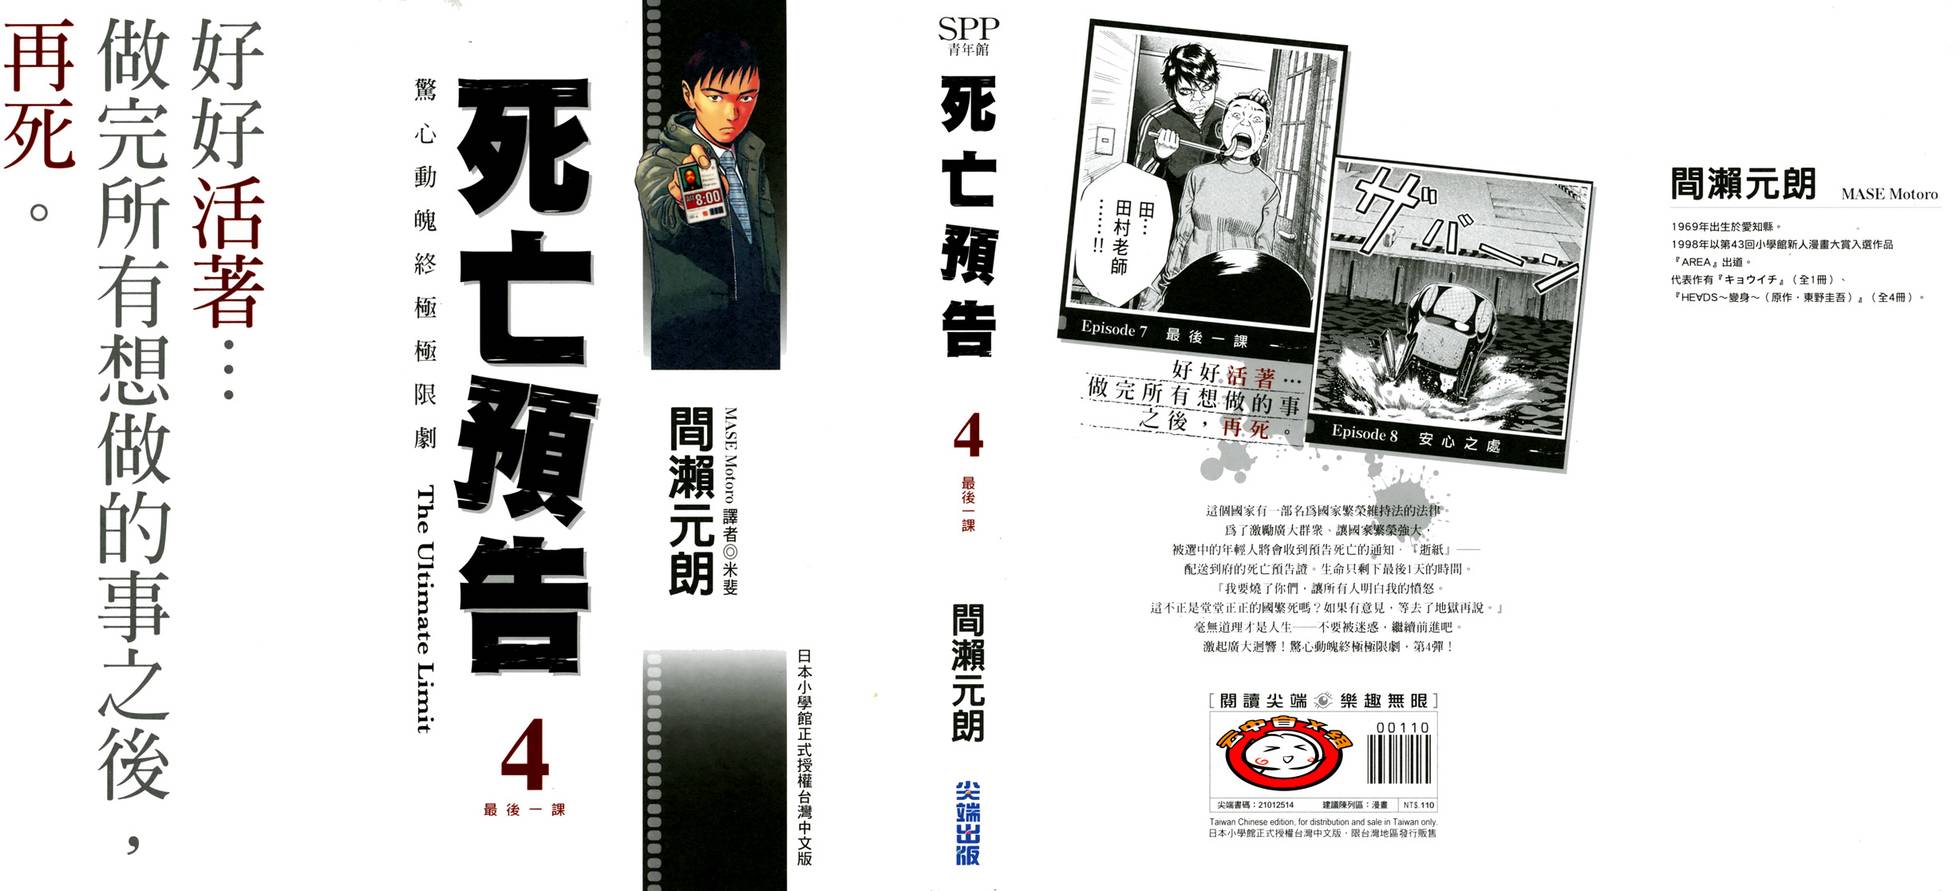 好好活著…
做完所有想做的事之後，
再死。
驚心動魄終極極限劇 The Ultimate Limit
死亡預告
4
最後一課
8:00
間瀨元朗
MASE Motoro 譯者◎米斐
日本小學館正式授權台灣中文版
SPP
青年館
死亡預告
4
最後一課
間瀨元朗
尖端出版
田…
田村老師
……!!
Episode 7 最後一課
ザバーン
Episode 8 安心之處
好好活著…
做完所有想做的事
之後，再死。
這個國家有一部名為國家繁榮維持法的法律
為了激勵廣大群眾、讓國家繁榮強大，
被選中的年輕人將會收到預告死亡的通知．『逝紙』——
配送到府的死亡預告證。生命只剩下最後1天的時間。
『我要燒了你們，讓所有人明白我的憤怒。
這不正是堂堂正正的國繁死嗎？如果有意見，等去了地獄再說。』
毫無道理才是人生——不要被迷惑，繼續前進吧。
激起廣大迴響！驚心動魄終極極限劇，第4彈！
［閱讀尖端 樂趣無限］
云中會火組
00110
尖端書碼：21012514 建議陳列區：漫畫 NT$.110
Taiwan Chinese edition, for distribution and sale in Taiwan only.
日本小學館正式授權台灣中文版，限台灣地區發行販售
間瀨元朗 MASE Motoro
1969年出生於愛知縣。
1998年以第43回小學館新人漫畫大賞入選作品
『AREA』出道。
代表作有『キョウイチ』（全1冊）、
『HE∀DS～變身～（原作・東野圭吾）』（全4冊）。